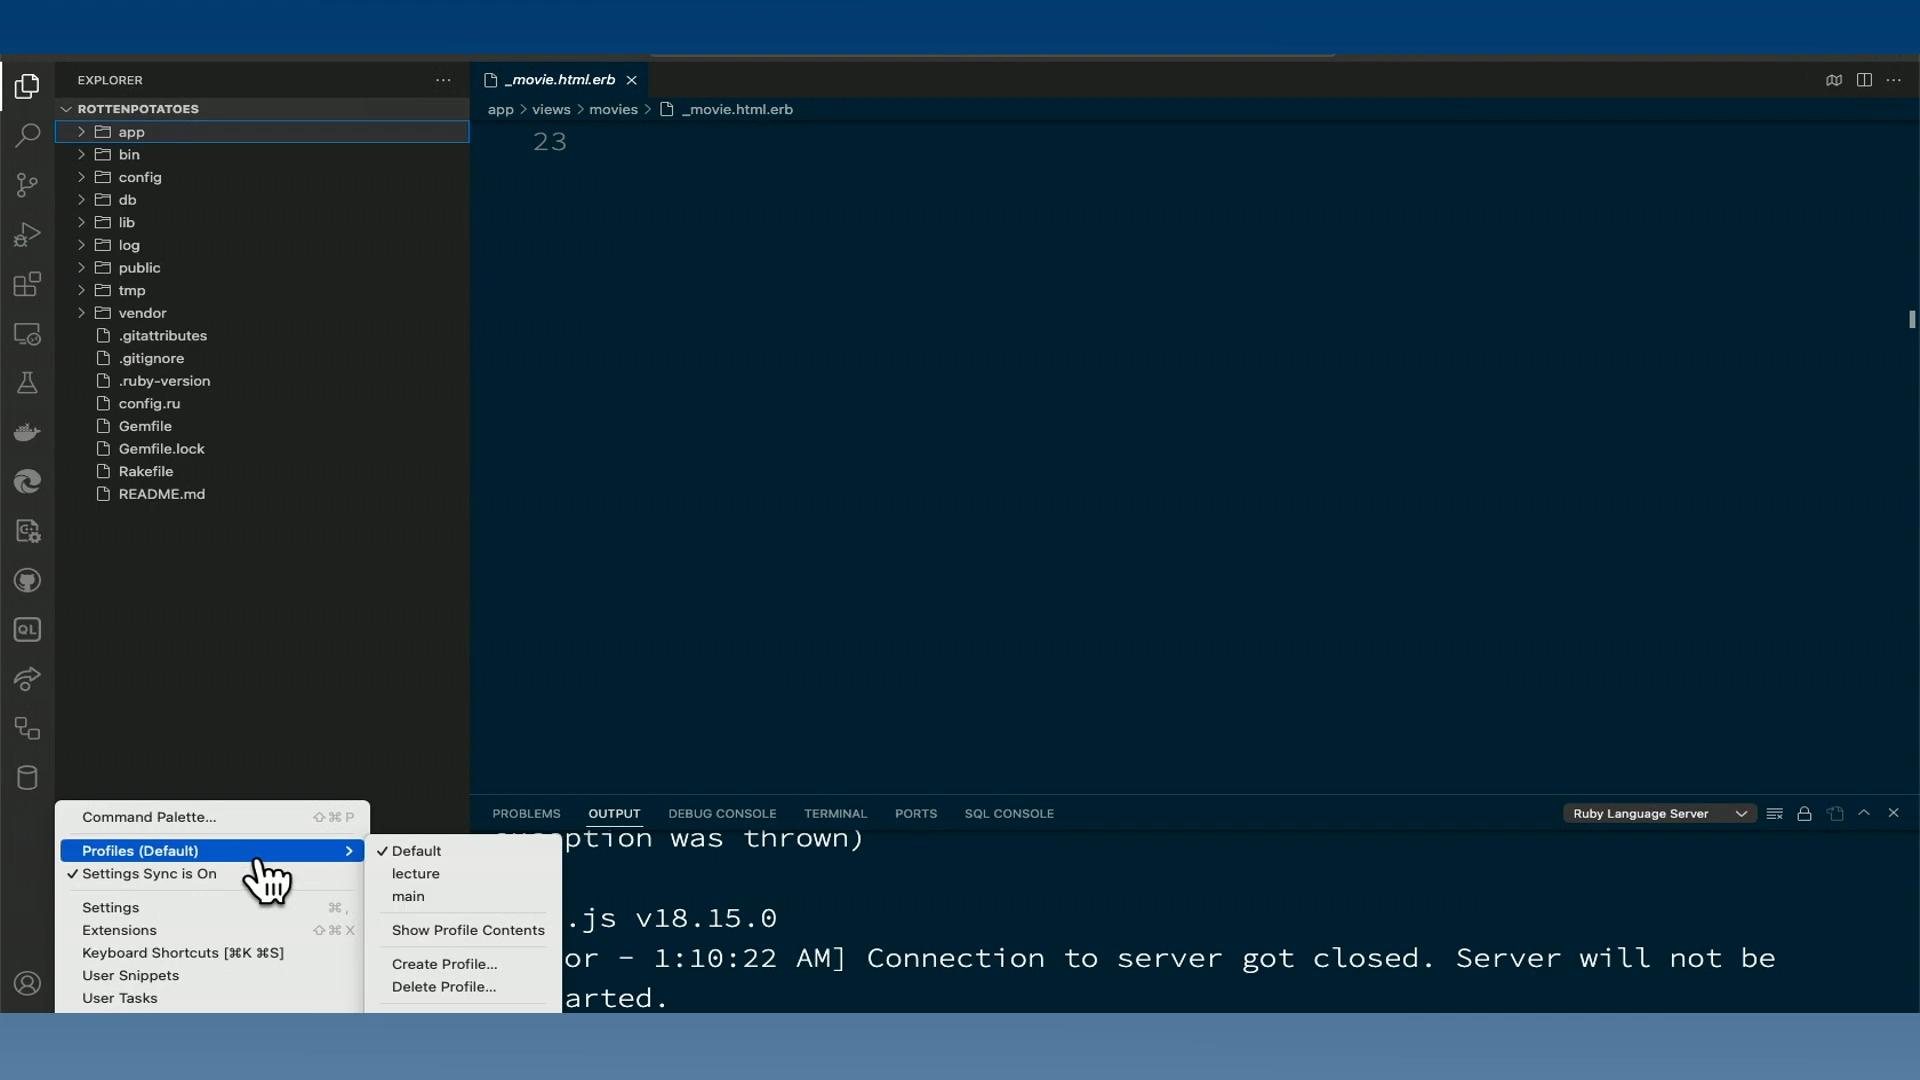 EXPLORER
ROTTENPOTATOES
app
bin
config
db
lib
log
public
tmp
vendor
.gitattributes
.gitignore
.ruby-version
config.ru
Gemfile
Gemfile.lock
Rakefile
README.md
_movie.html.erb
app > views > movies > _movie.html.erb
23
QL
PROBLEMS OUTPUT DEBUG CONSOLE TERMINAL PORTS SQL CONSOLE
Ruby Language Server
ption was thrown)
.js v18.15.0
or - 1:10:22 AM] Connection to server got closed. Server will not be
arted.
Command Palette... ⇧⌘P
Profiles (Default)
✓ Settings Sync is On
Settings ⌘,
Extensions ⇧⌘X
Keyboard Shortcuts [⌘K ⌘S]
User Snippets
User Tasks
✓ Default
lecture
main
Show Profile Contents
Create Profile...
Delete Profile...